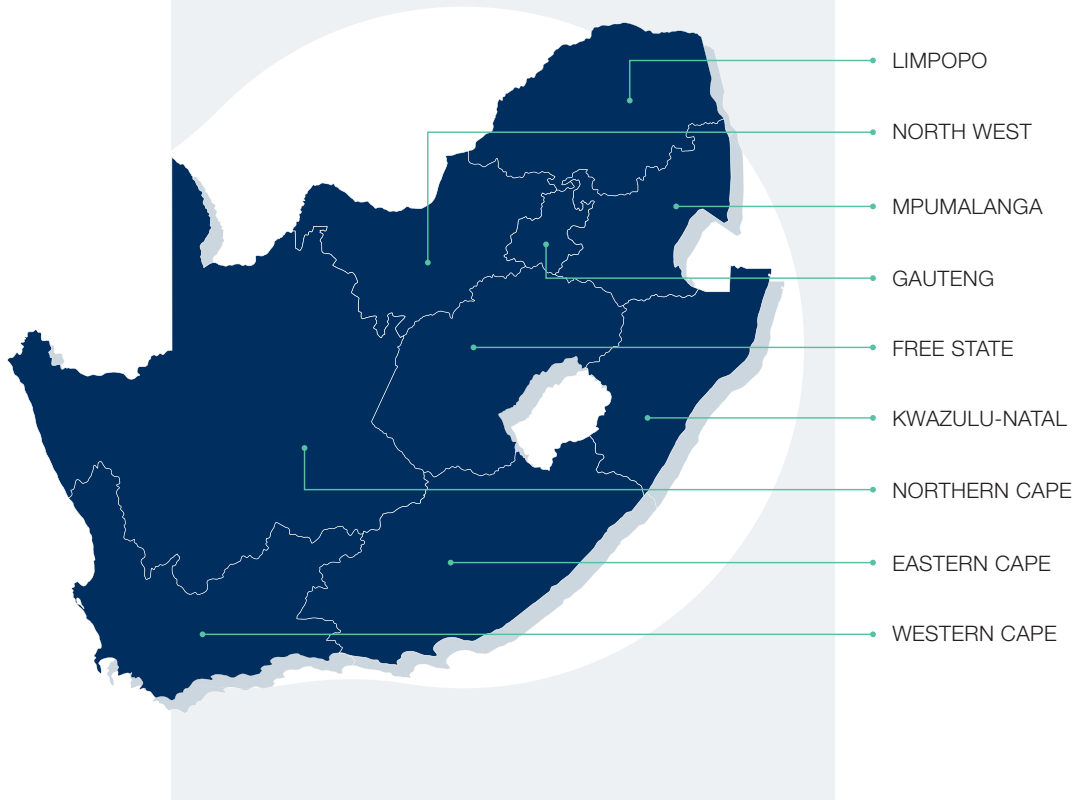 LIMPOPO
NORTH WEST
MPUMALANGA
GAUTENG
FREE STATE
KWAZULU-NATAL
NORTHERN CAPE
EASTERN CAPE
WESTERN CAPE